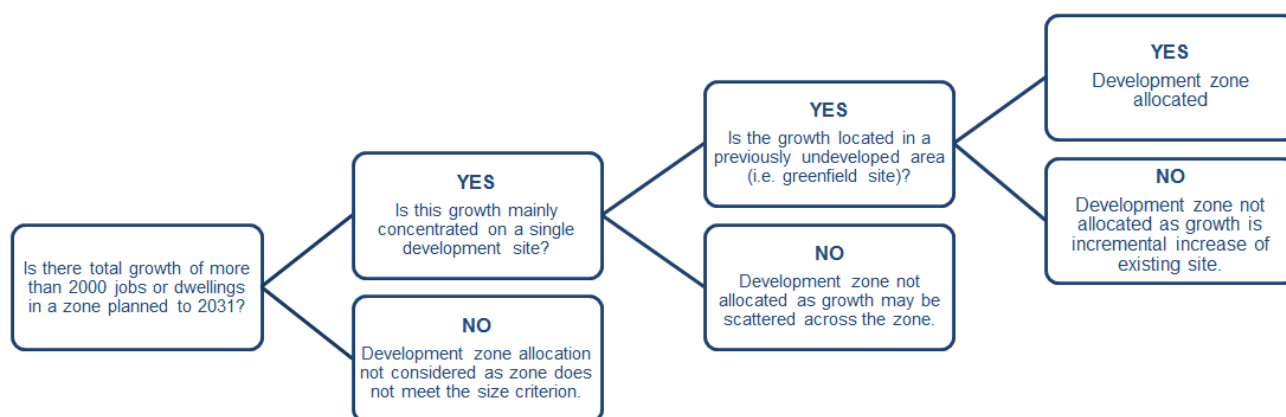 Is there total growth of more
than 2000 jobs or dwellings
in a zone planned to 2031?
YES
Is this growth mainly
concentrated on a single
development site?
NO
Development zone allocation
not considered as zone does
not meet the size criterion.
YES
Is the growth located in a
previously undeveloped area
(i.e. greenfield site)?
NO
Development zone not
allocated as growth may be
scattered across the zone.
YES
Development zone
allocated
NO
Development zone not
allocated as growth is
incremental increase of
existing site.